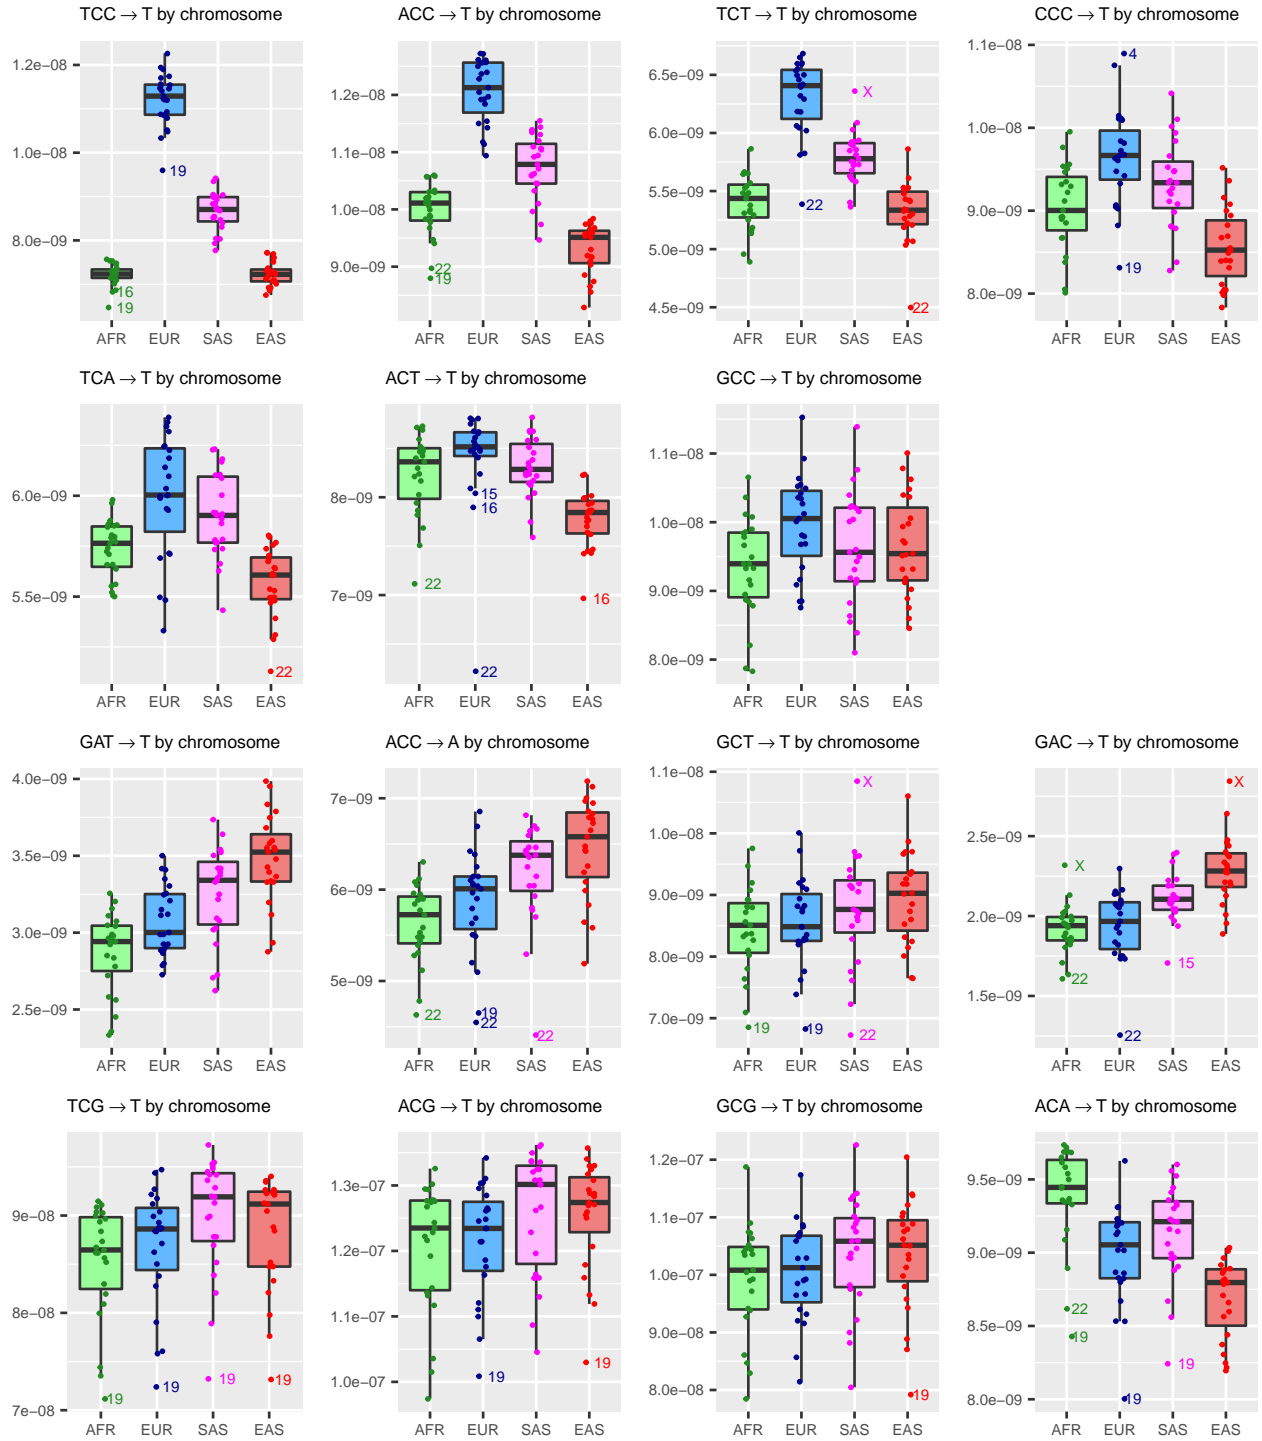 TCC → T by chromosome
1.2e−08
1.0e−08
8.0e−09
19
16
19
AFR EUR SAS EAS
ACC → T by chromosome
1.2e−08
1.1e−08
1.0e−08
9.0e−09
22
19
AFR EUR SAS EAS
TCT → T by chromosome
6.5e−09
6.0e−09
5.5e−09
5.0e−09
4.5e−09
X
22
22
AFR EUR SAS EAS
CCC → T by chromosome
1.1e−08
1.0e−08
9.0e−09
8.0e−09
4
19
AFR EUR SAS EAS
TCA → T by chromosome
6.0e−09
5.5e−09
22
AFR EUR SAS EAS
ACT → T by chromosome
8e−09
7e−09
15
16
22
16
22
AFR EUR SAS EAS
GCC → T by chromosome
1.1e−08
1.0e−08
9.0e−09
8.0e−09
AFR EUR SAS EAS
GAT → T by chromosome
4.0e−09
3.5e−09
3.0e−09
2.5e−09
AFR EUR SAS EAS
ACC → A by chromosome
7e−09
6e−09
5e−09
22
19
22
22
AFR EUR SAS EAS
GCT → T by chromosome
1.1e−08
1.0e−08
9.0e−09
8.0e−09
7.0e−09
X
19
19
22
AFR EUR SAS EAS
GAC → T by chromosome
2.5e−09
2.0e−09
1.5e−09
X
X
15
22
22
AFR EUR SAS EAS
TCG → T by chromosome
9e−08
8e−08
7e−08
19
19
19
19
AFR EUR SAS EAS
ACG → T by chromosome
1.3e−07
1.2e−07
1.1e−07
1.0e−07
19
19
AFR EUR SAS EAS
GCG → T by chromosome
1.2e−07
1.1e−07
1.0e−07
9.0e−08
8.0e−08
19
AFR EUR SAS EAS
ACA → T by chromosome
9.5e−09
9.0e−09
8.5e−09
8.0e−09
22
19
19
19
AFR EUR SAS EAS